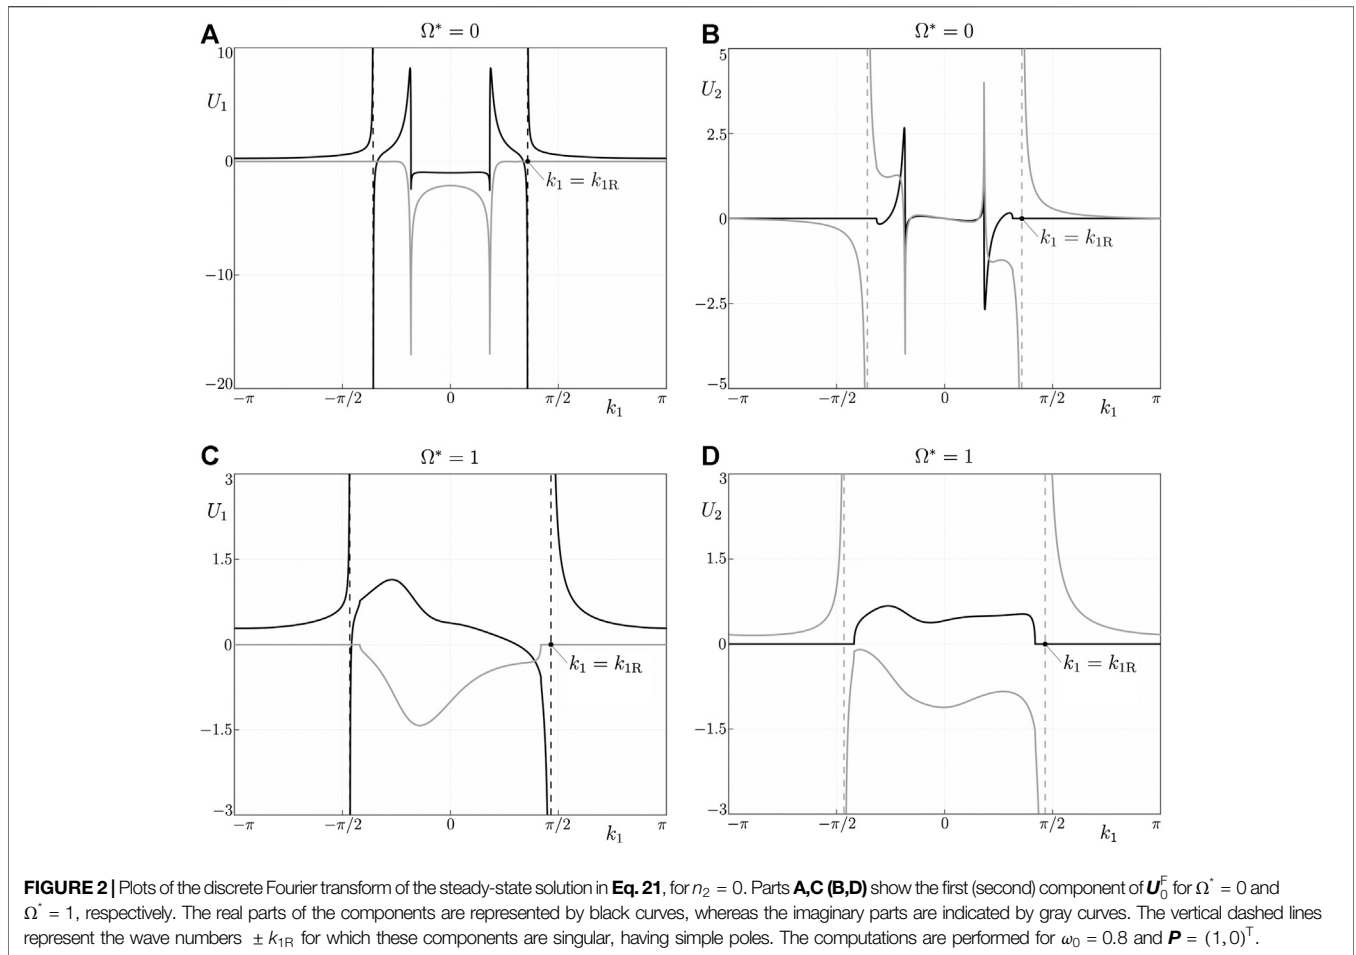 A
Ω* = 0
10
U₁
0
−10
−20
−π
−π/2
0
π/2
π
k₁
k₁ = k₁R
B
Ω* = 0
5
U₂
2.5
0
−2.5
−5
−π
−π/2
0
π/2
π
k₁
k₁ = k₁R
C
Ω* = 1
3
U₁
1.5
0
−1.5
−3
−π
−π/2
0
π/2
π
k₁
k₁ = k₁R
D
Ω* = 1
3
U₂
1.5
0
−1.5
−3
−π
−π/2
0
π/2
π
k₁
k₁ = k₁R
FIGURE 2 | Plots of the discrete Fourier transform of the steady-state solution in Eq. 21, for n₂ = 0. Parts A,C (B,D) show the first (second) component of U₀ᶠ for Ω* = 0 and
Ω* = 1, respectively. The real parts of the components are represented by black curves, whereas the imaginary parts are indicated by gray curves. The vertical dashed lines
represent the wave numbers ± k₁R for which these components are singular, having simple poles. The computations are performed for ω₀ = 0.8 and P = (1, 0)ᵀ.